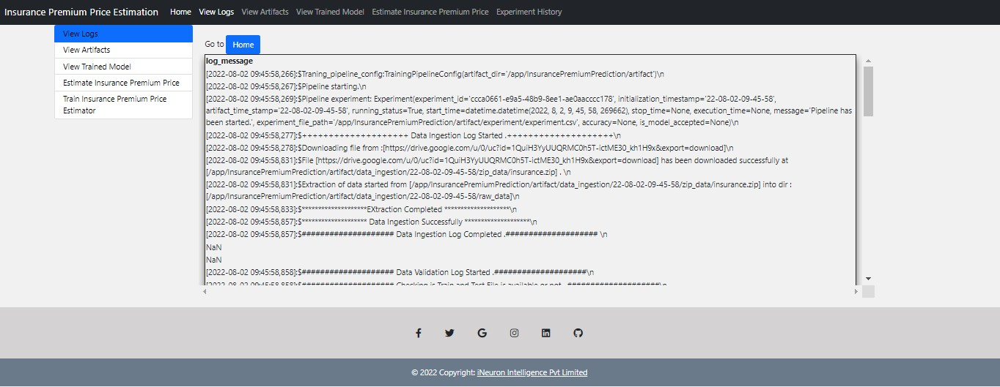 Insurance Premium Price Estimation Home View Logs View Artifacts View Trained Model Estimate Insurance Premium Price Experiment History
View Logs
View Artifacts
View Trained Model
Estimate Insurance Premium Price
Train Insurance Premium Price
Estimator
Go to Home
log_message
[2022-08-02 09:45:58,266]:$Traning_pipeline_config:TrainingPipelineConfig(artifact_dir='/app/InsurancePremiumPrediction/artifact')\n
[2022-08-02 09:45:58,267]:$Pipeline starting.\n
[2022-08-02 09:45:58,269]:$Pipeline experiment: Experiment(experiment_id='ccca0661-e9a5-48b9-8ee1-ae0aacccc178', initialization_timestamp='22-08-02-09-45-58',
artifact_time_stamp='22-08-02-09-45-58', running_status=True, start_time=datetime.datetime(2022, 8, 2, 9, 45, 58, 269662), stop_time=None, execution_time=None, message='Pipeline has
been started.', experiment_file_path='/app/InsurancePremiumPrediction/artifact/experiment/experiment.csv', accuracy=None, is_model_accepted=None)\n
[2022-08-02 09:45:58,277]:$++++++++++++++++++++ Data Ingestion Log Started .++++++++++++++++++++\n
[2022-08-02 09:45:58,278]:$Downloading file from :[https://drive.google.com/u/0/uc?id=1QuiH3YyUUQRMC0h5T-ictME30_kh1H9x&export=download]\n
[2022-08-02 09:45:58,831]:$File [https://drive.google.com/u/0/uc?id=1QuiH3YyUUQRMC0h5T-ictME30_kh1H9x&export=download] has been downloaded successfully at
[/app/InsurancePremiumPrediction/artifact/data_ingestion/22-08-02-09-45-58/zip_data/insurance.zip] . \n
[2022-08-02 09:45:58,831]:$Extraction of data started from [/app/InsurancePremiumPrediction/artifact/data_ingestion/22-08-02-09-45-58/zip_data/insurance.zip] into dir :
[/app/InsurancePremiumPrediction/artifact/data_ingestion/22-08-02-09-45-58/raw_data]\n
[2022-08-02 09:45:58,833]:$********************EXtraction Completed ********************\n
[2022-08-02 09:45:58,857]:$******************** Data Ingestion Successfully ********************\n
[2022-08-02 09:45:58,857]:$#################### Data Ingestion Log Completed .#################### \n
NaN
NaN
[2022-08-02 09:45:58,858]:$#################### Data Validation Log Started .####################\n
[2022-08-02 09:45:58,858]:$#################### Checking is Train and Test File is available or not .####################\n
© 2022 Copyright: iNeuron Intelligence Pvt Limited